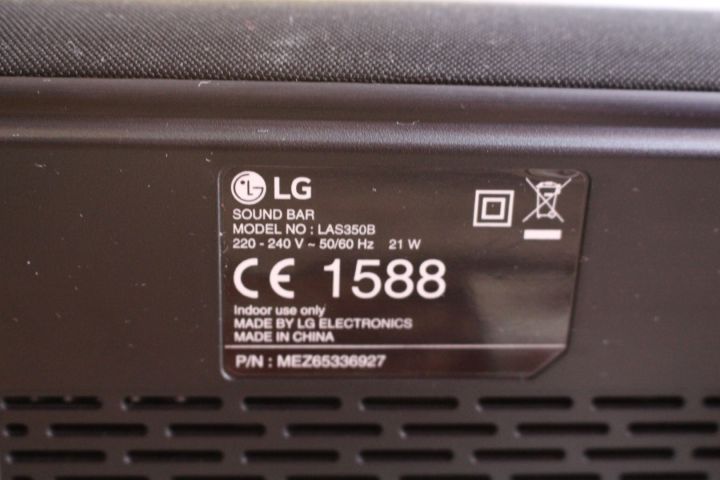 LG
SOUND BAR
MODEL NO : LAS350B
220 - 240 V ~ 50/60 Hz 21 W
CE 1588
Indoor use only
MADE BY LG ELECTRONICS
MADE IN CHINA
P/N : MEZ65336927